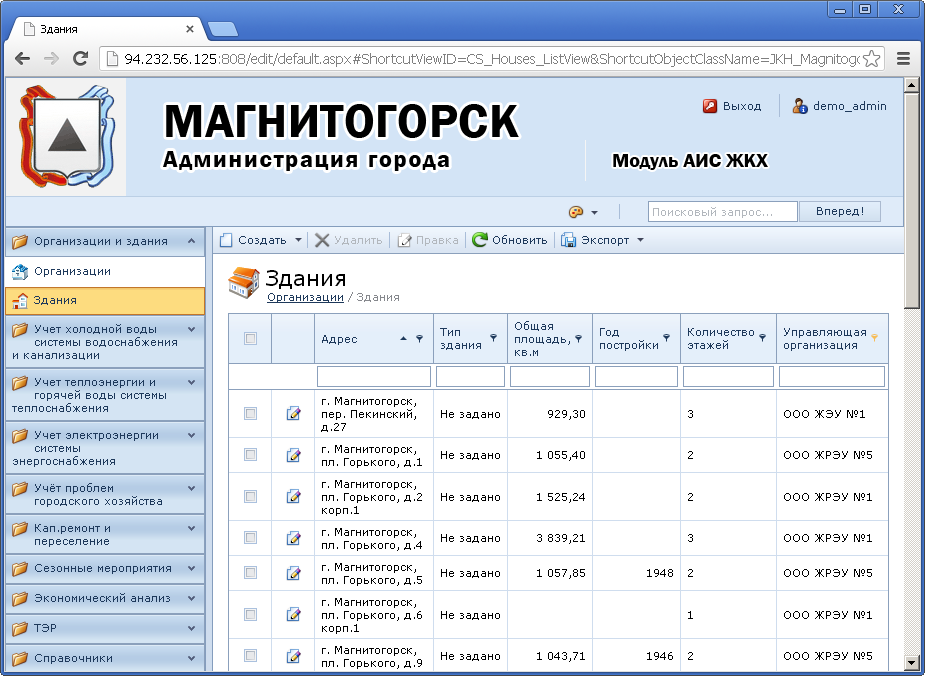 Здания
94.232.56.125:808/edit/default.aspx#ShortcutViewID=CS_Houses_ListView&ShortcutObjectClassName=JKH_Magnitogo
МАГНИТОГОРСК
Администрация города
Модуль АИС ЖКХ
Выход
demo_admin
Поисковый запрос...
Вперед!
Организации и здания
Организации
Здания
Учет холодной воды
системы водоснабжения
и канализации
Учет теплоэнергии и
горячей воды системы
теплоснабжения
Учет электроэнергии
системы
энергоснабжения
Учёт проблем
городского хозяйства
Кап.ремонт и
переселение
Сезонные мероприятия
Экономический анализ
ТЭР
Справочники
Создать
Удалить
Правка
Обновить
Экспорт
Здания
Организации / Здания
Адрес
Тип
здания
Общая
площадь,
кв.м
Год
постройки
Количество
этажей
Управляющая
организация
г. Магнитогорск,
пер. Пекинский,
д.27
Не задано
929,30
3
ООО ЖЭУ №1
г. Магнитогорск,
пл. Горького, д.1
Не задано
1 055,40
2
ООО ЖРЭУ №5
г. Магнитогорск,
пл. Горького, д.2
корп.1
Не задано
1 525,24
2
ООО ЖРЭУ №1
г. Магнитогорск,
пл. Горького, д.4
Не задано
3 839,21
3
ООО ЖРЭУ №1
г. Магнитогорск,
пл. Горького, д.5
Не задано
1 057,85
1948
2
ООО ЖРЭУ №5
г. Магнитогорск,
пл. Горького, д.6
корп.1
Не задано
1
ООО ЖРЭУ №1
г. Магнитогорск,
пл. Горького, д.9
Не задано
1 043,71
1946
2
ООО ЖРЭУ №5